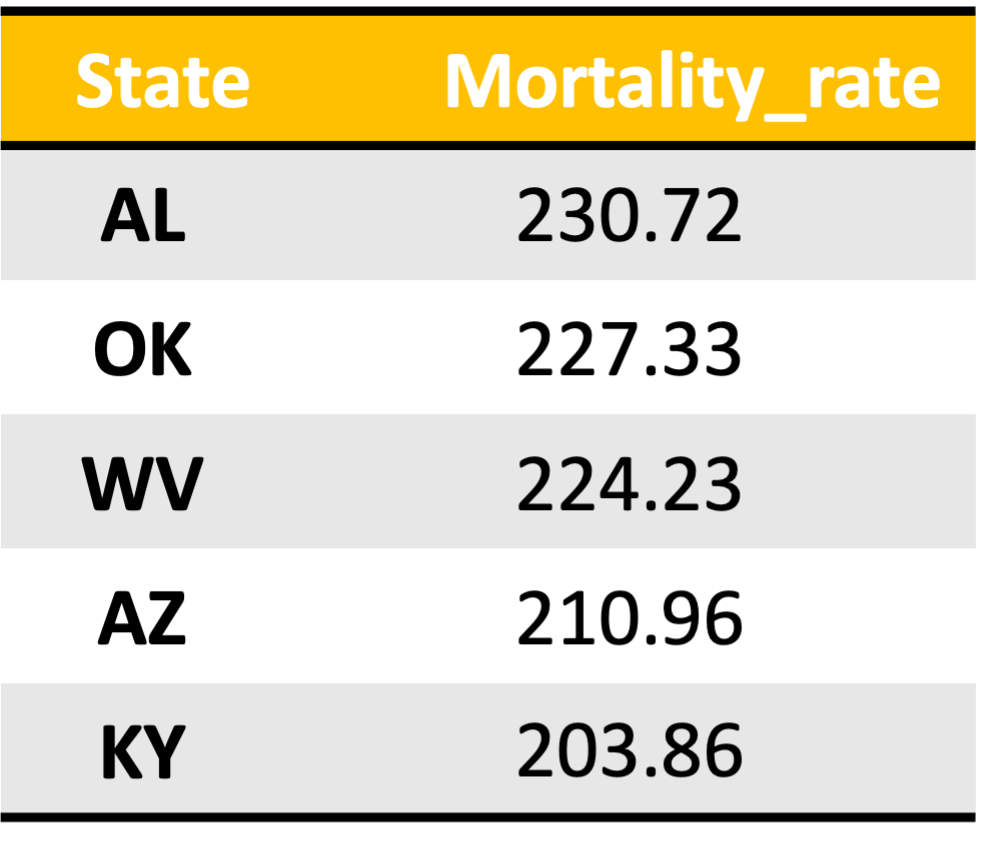 State Mortality_rate
AL 230.72
OK 227.33
WV 224.23
AZ 210.96
KY 203.86